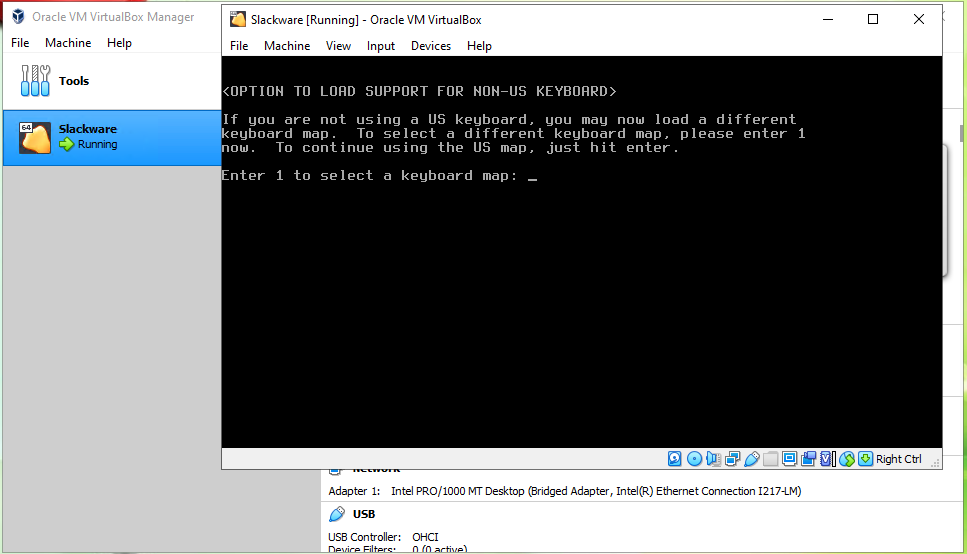 Oracle VM VirtualBox Manager
File Machine Help
Tools
64
Slackware
Running
Slackware [Running] - Oracle VM VirtualBox
File Machine View Input Devices Help
<OPTION TO LOAD SUPPORT FOR NON-US KEYBOARD>
If you are not using a US keyboard, you may now load a different
keyboard map. To select a different keyboard map, please enter 1
now. To continue using the US map, just hit enter.
Enter 1 to select a keyboard map: _
Right Ctrl
Network
Adapter 1: Intel PRO/1000 MT Desktop (Bridged Adapter, Intel(R) Ethernet Connection I217-LM)
USB
USB Controller: OHCI
Device Filters: 0 (0 active)